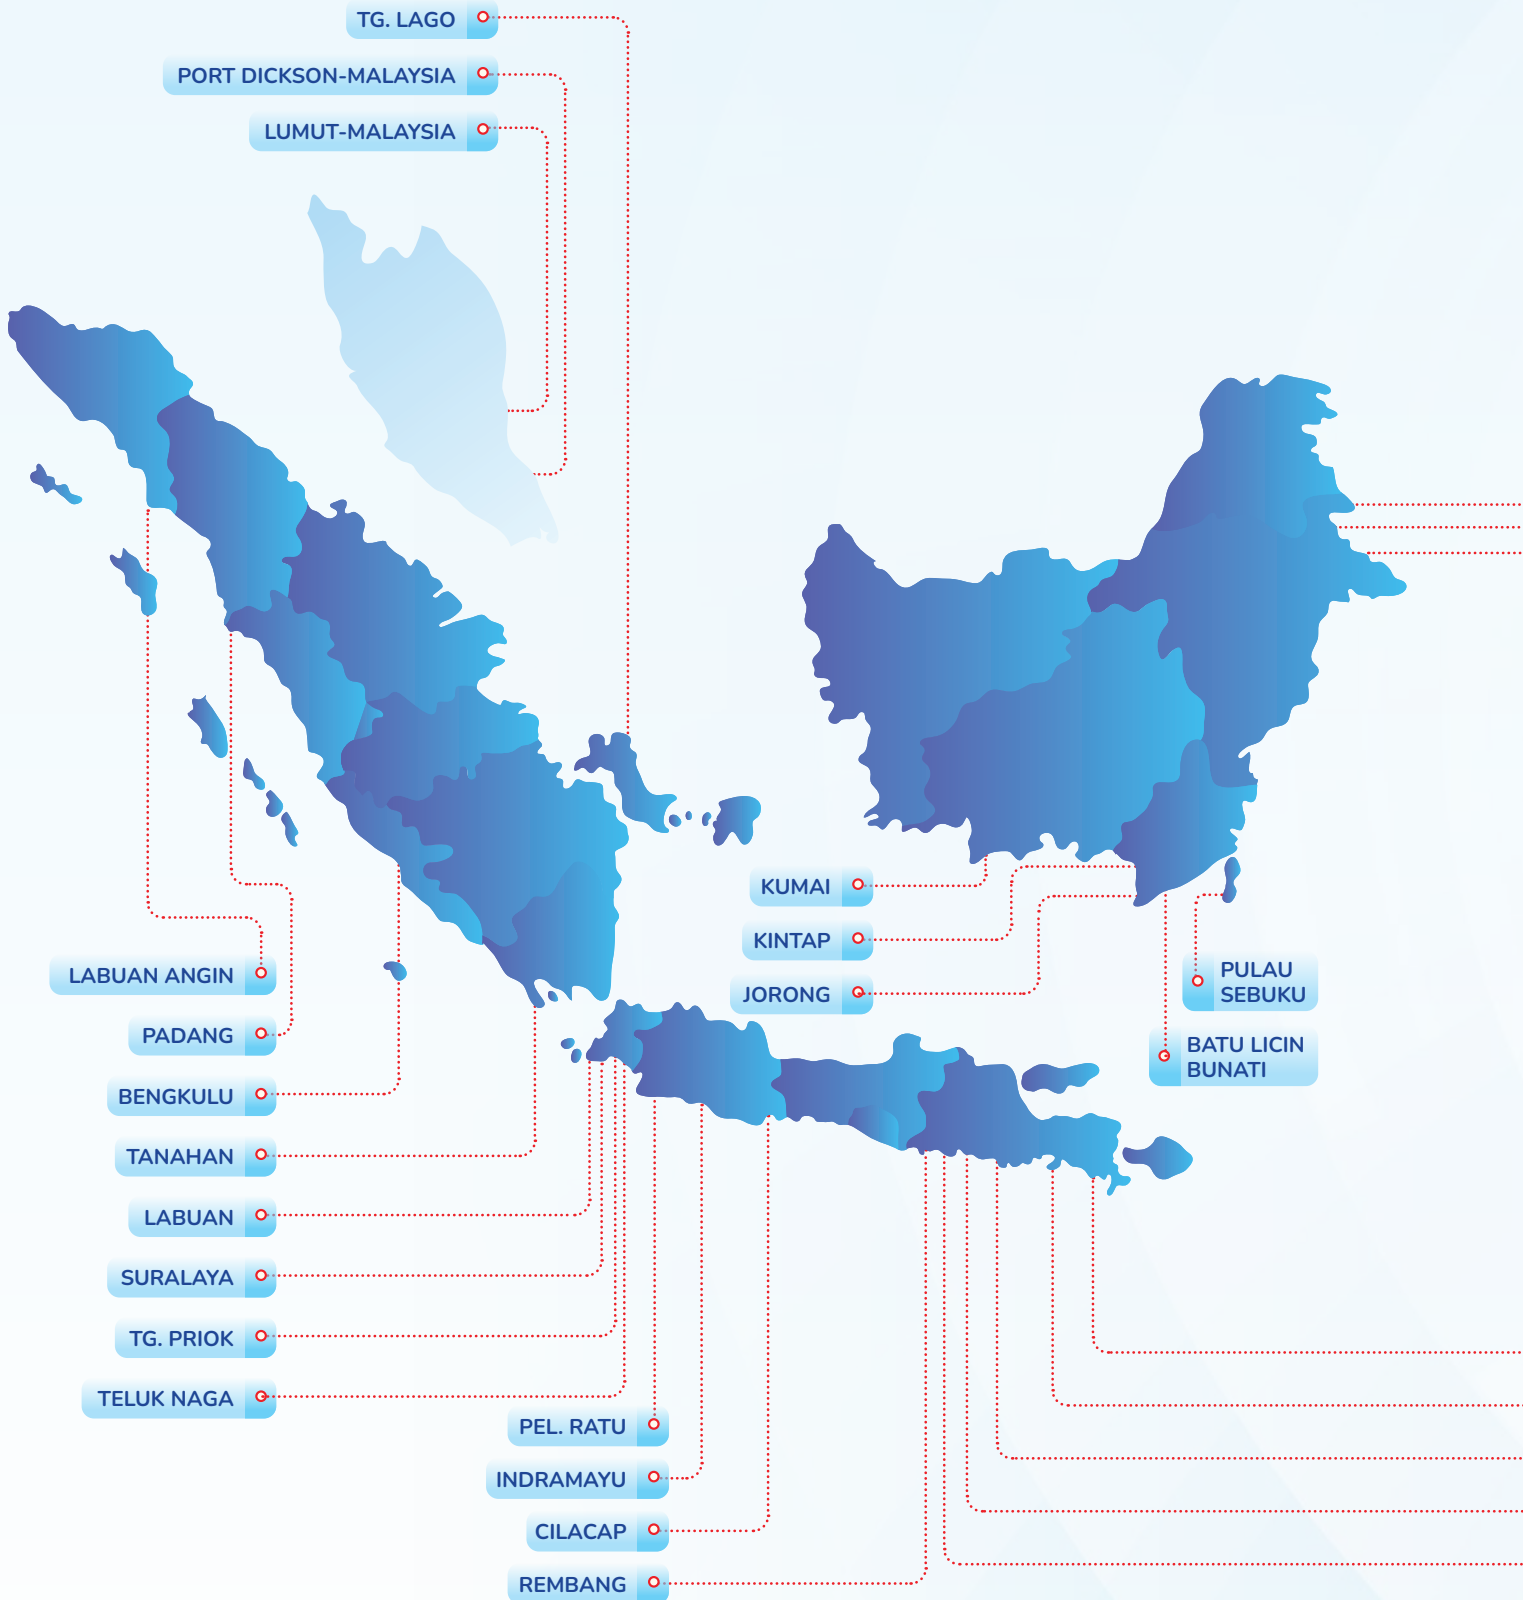 TG. LAGO
PORT DICKSON-MALAYSIA
LUMUT-MALAYSIA
KUMAI
KINTAP
JORONG
PULAU
SEBUKU
BATU LICIN
BUNATI
LABUAN ANGIN
PADANG
BENGKULU
TANAHAN
LABUAN
SURALAYA
TG. PRIOK
TELUK NAGA
PEL. RATU
INDRAMAYU
CILACAP
REMBANG